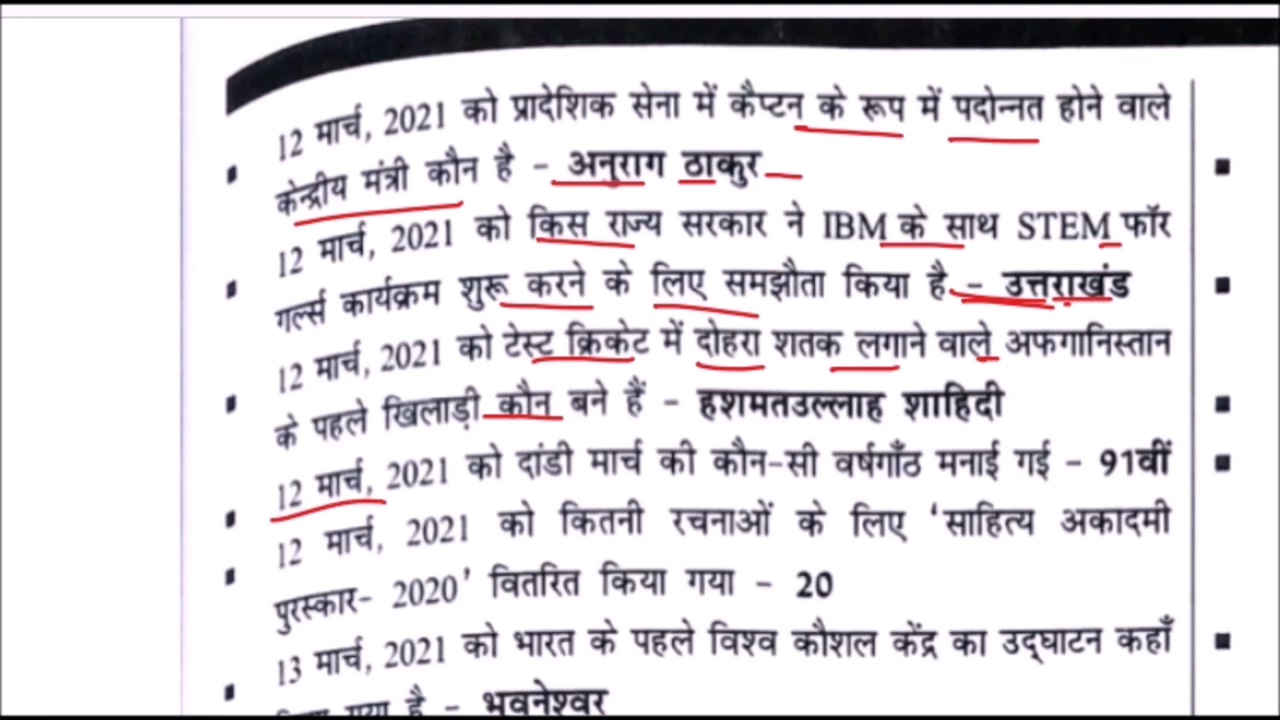 12 मार्च, 2021 को प्रादेशिक सेना में कैप्टन के रूप में पदोन्नत होने वाले
केन्द्रीय मंत्री कौन है - अनुराग ठाकुर
12 मार्च, 2021 को किस राज्य सरकार ने IBM के साथ STEM फॉर
गर्ल्स कार्यक्रम शुरू करने के लिए समझौता किया है - उत्तराखंड
12 मार्च, 2021 को टेस्ट क्रिकेट में दोहरा शतक लगाने वाले अफगानिस्तान
के पहले खिलाड़ी कौन बने हैं - हशमतउल्लाह शाहिदी
12 मार्च, 2021 को दांडी मार्च की कौन-सी वर्षगाँठ मनाई गई - 91वीं
12 मार्च, 2021 को कितनी रचनाओं के लिए 'साहित्य अकादमी
पुरस्कार- 2020' वितरित किया गया - 20
13 मार्च, 2021 को भारत के पहले विश्व कौशल केंद्र का उद्घाटन कहाँ
गया है - भुवनेश्वर